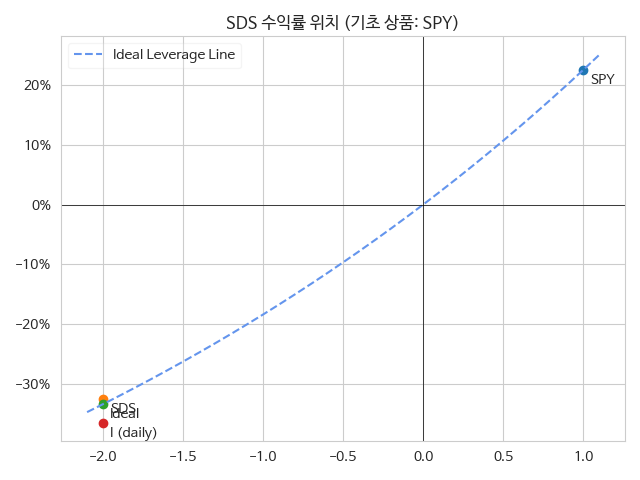 SDS 수익률 위치 (기초 상품: SPY)
Ideal Leverage Line
SPY
20%
10%
0%
−10%
−20%
−30%
SDS
Ideal
I (daily)
−2.0
−1.5
−1.0
−0.5
0.0
0.5
1.0